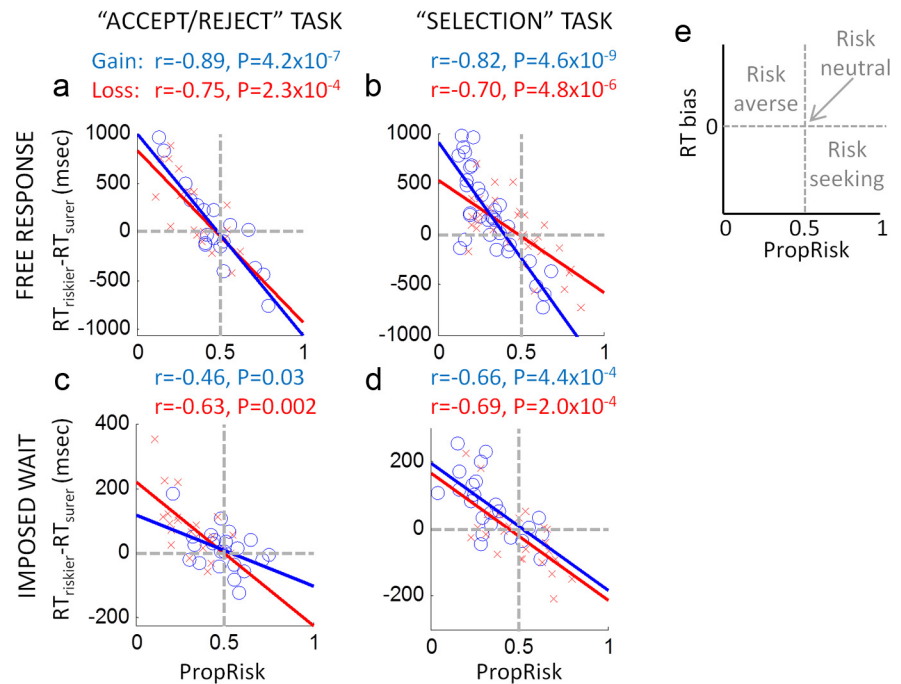 "ACCEPT/REJECT" TASK
"SELECTION" TASK
Gain: r=-0.89, P=4.2x10⁻⁷
Loss: r=-0.75, P=2.3x10⁻⁴
r=-0.82, P=4.6x10⁻⁹
r=-0.70, P=4.8x10⁻⁶
a
b
e
FREE RESPONSE
RTriskier-RTsurer (msec)
1000
500
0
-500
-1000
0
0.5
1
1000
500
0
-500
-1000
0
0.5
1
RT bias
0
Risk
averse
Risk
neutral
Risk
seeking
0
0.5
1
PropRisk
c
d
r=-0.46, P=0.03
r=-0.63, P=0.002
r=-0.66, P=4.4x10⁻⁴
r=-0.69, P=2.0x10⁻⁴
IMPOSED WAIT
RTriskier-RTsurer (msec)
400
200
0
-200
0
0.5
1
PropRisk
200
0
-200
0
0.5
1
PropRisk